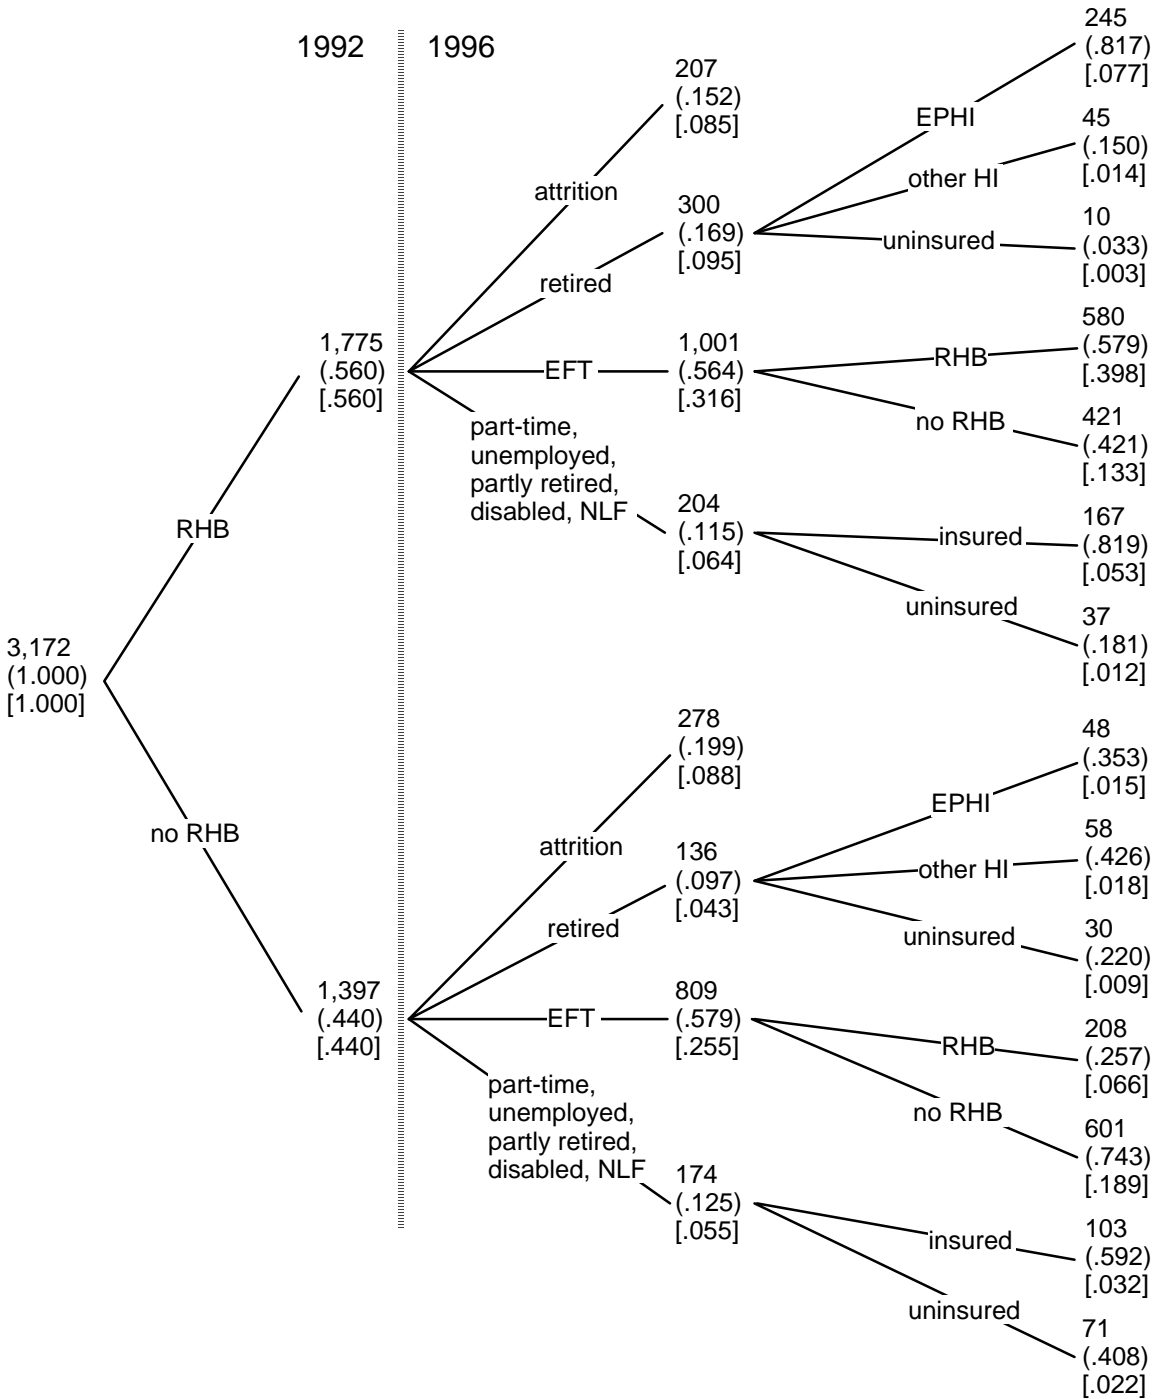 1992
1996
3,172
(1.000)
[1.000]
RHB
no RHB
1,775
(.560)
[.560]
attrition
retired
EFT
part-time,
unemployed,
partly retired,
disabled, NLF
207
(.152)
[.085]
300
(.169)
[.095]
1,001
(.564)
[.316]
204
(.115)
[.064]
EPHI
other HI
uninsured
RHB
no RHB
insured
uninsured
245
(.817)
[.077]
45
(.150)
[.014]
10
(.033)
[.003]
580
(.579)
[.398]
421
(.421)
[.133]
167
(.819)
[.053]
37
(.181)
[.012]
1,397
(.440)
[.440]
attrition
retired
EFT
part-time,
unemployed,
partly retired,
disabled, NLF
278
(.199)
[.088]
136
(.097)
[.043]
809
(.579)
[.255]
174
(.125)
[.055]
EPHI
other HI
uninsured
RHB
no RHB
insured
uninsured
48
(.353)
[.015]
58
(.426)
[.018]
30
(.220)
[.009]
208
(.257)
[.066]
601
(.743)
[.189]
103
(.592)
[.032]
71
(.408)
[.022]